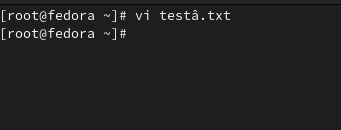 [root@fedora ~]# vi testâ.txt
[root@fedora ~]#